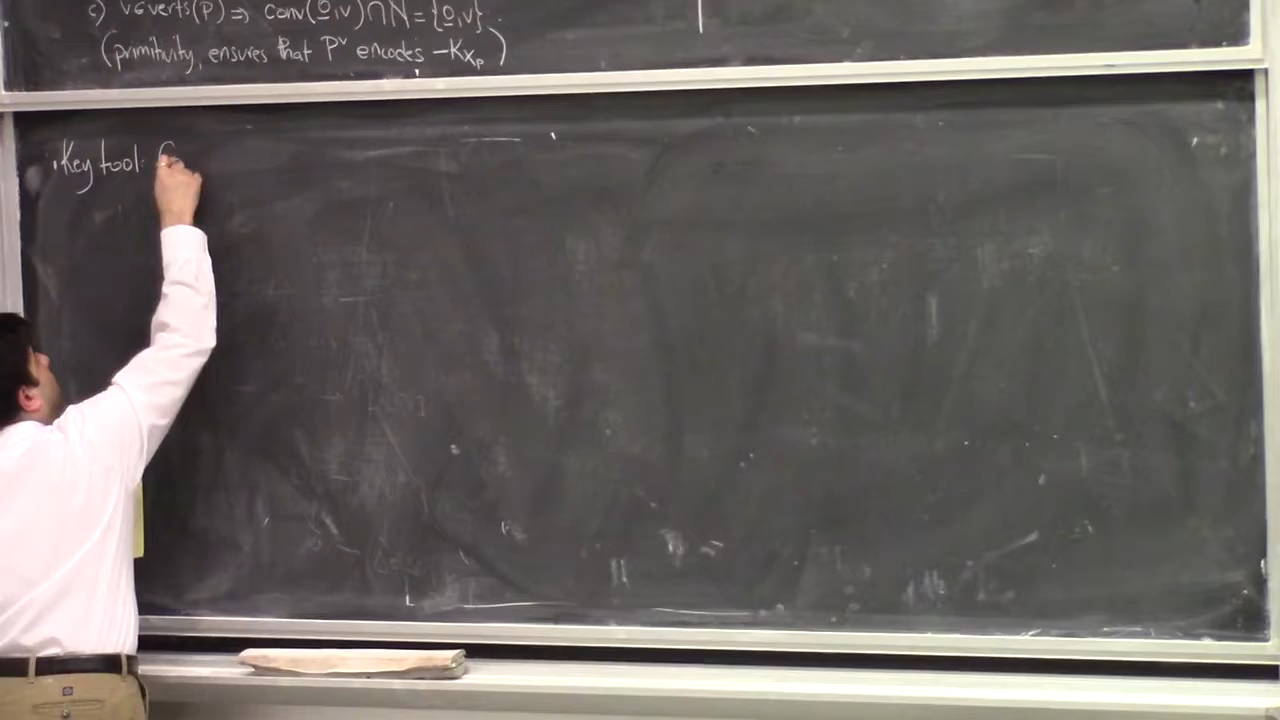 c) v∈verts(P) ⇒ conv(0,v)∩N={0,v}.
(primitivity, ensures that P^v encodes -K_{X_P})
· Key tool: